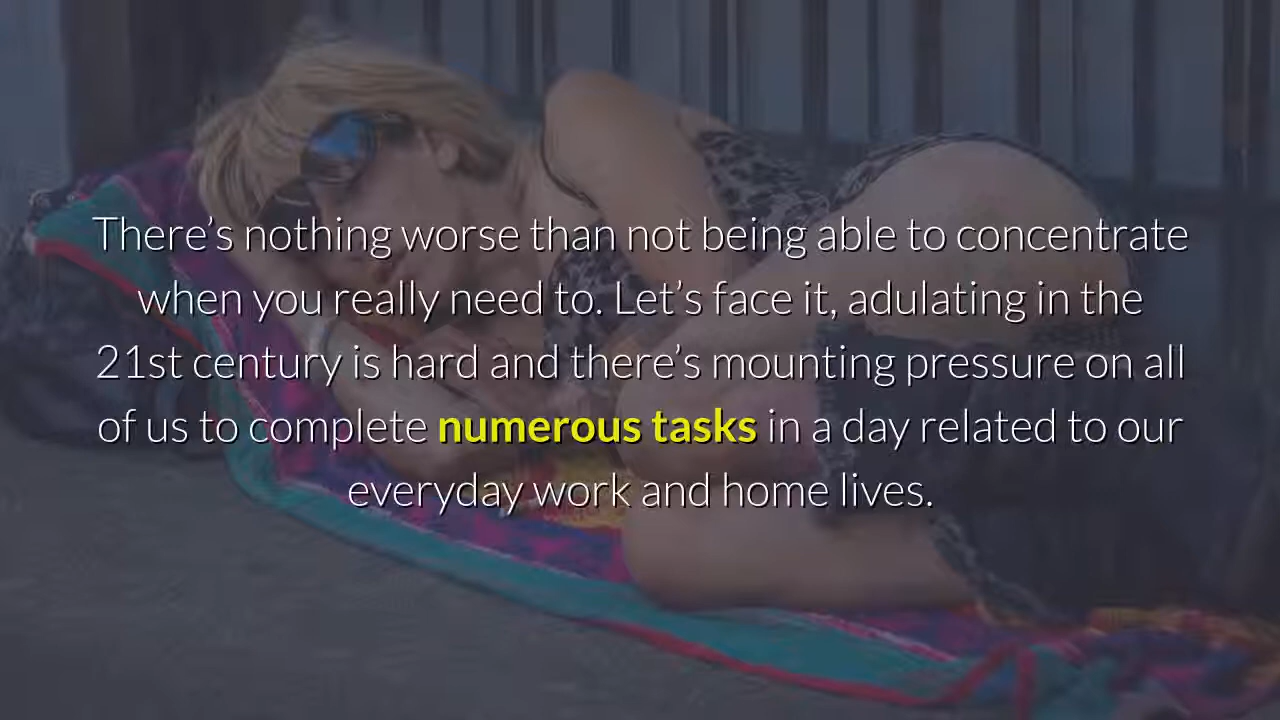 There’s nothing worse than not being able to concentrate
when you really need to. Let’s face it, adulating in the
21st century is hard and there’s mounting pressure on all
of us to complete numerous tasks in a day related to our
everyday work and home lives.